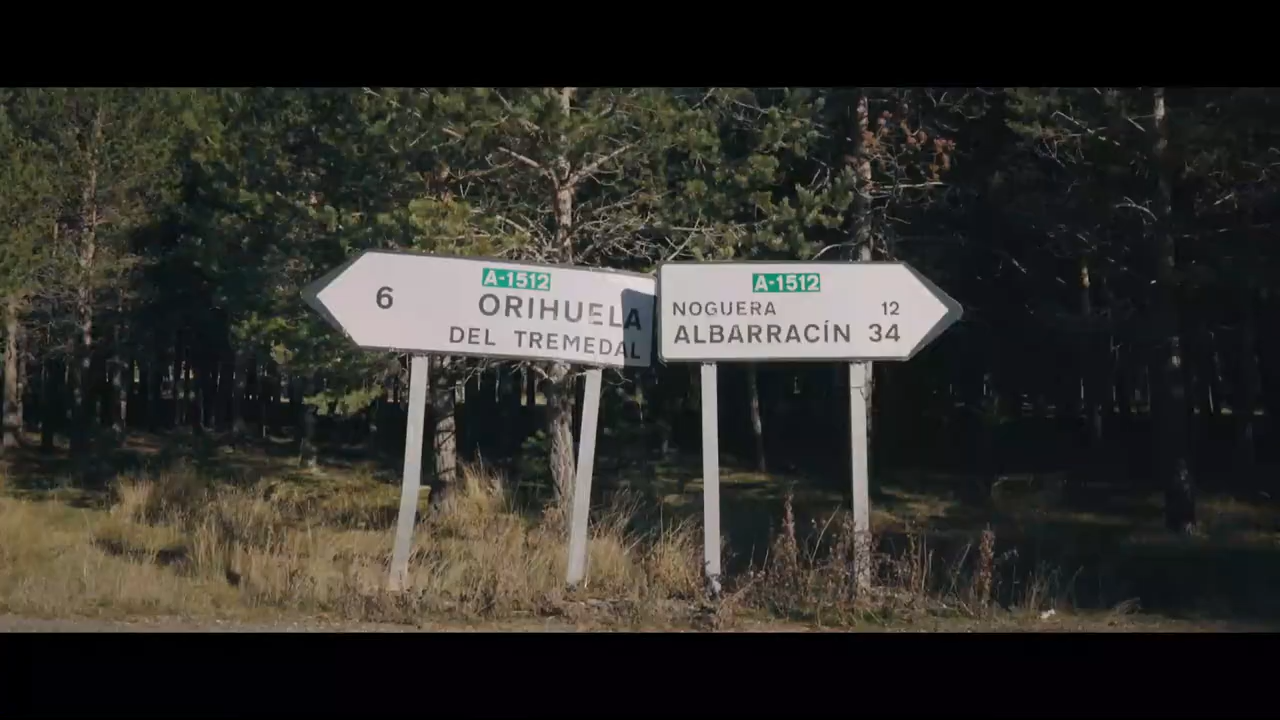 A-1512
6 ORIHUELA
DEL TREMEDAL
A-1512
NOGUERA 12
ALBARRACÍN 34